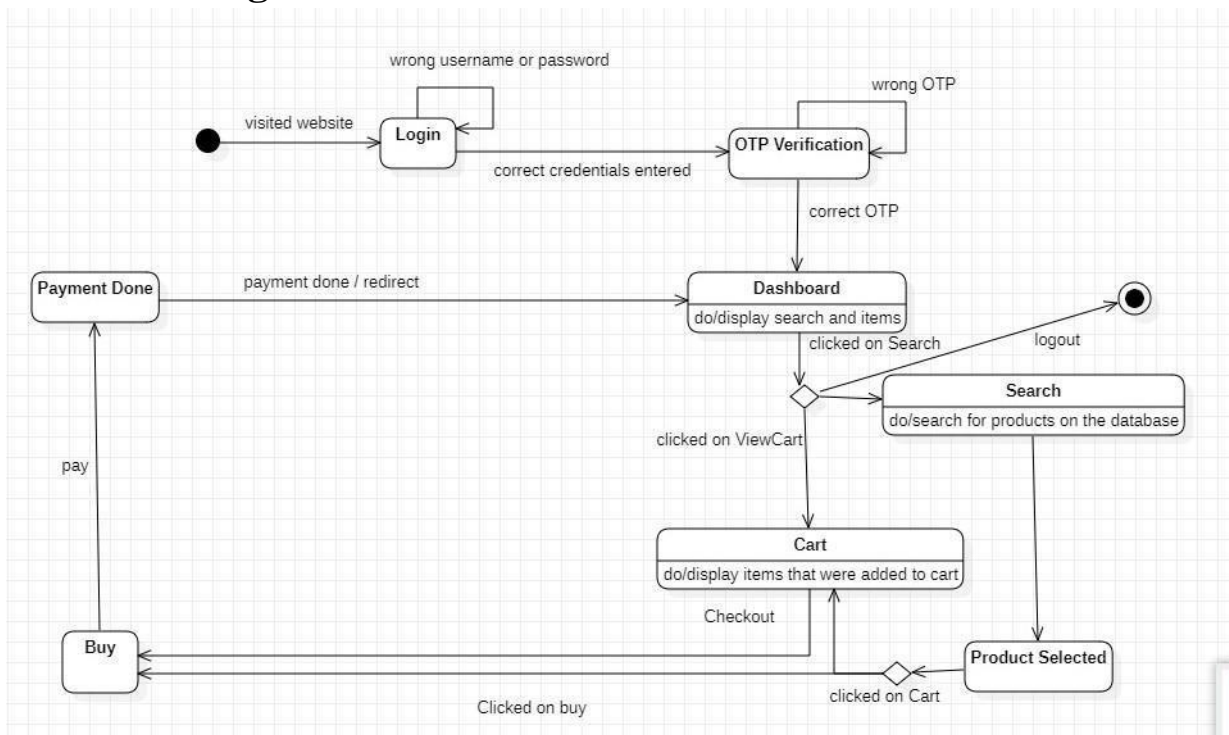 wrong username or password
wrong OTP
visited website
Login
OTP Verification
correct credentials entered
correct OTP
Payment Done
payment done / redirect
Dashboard
do/display search and items
clicked on Search
logout
Search
do/search for products on the database
clicked on ViewCart
pay
Cart
do/display items that were added to cart
Checkout
Buy
Product Selected
clicked on Cart
Clicked on buy